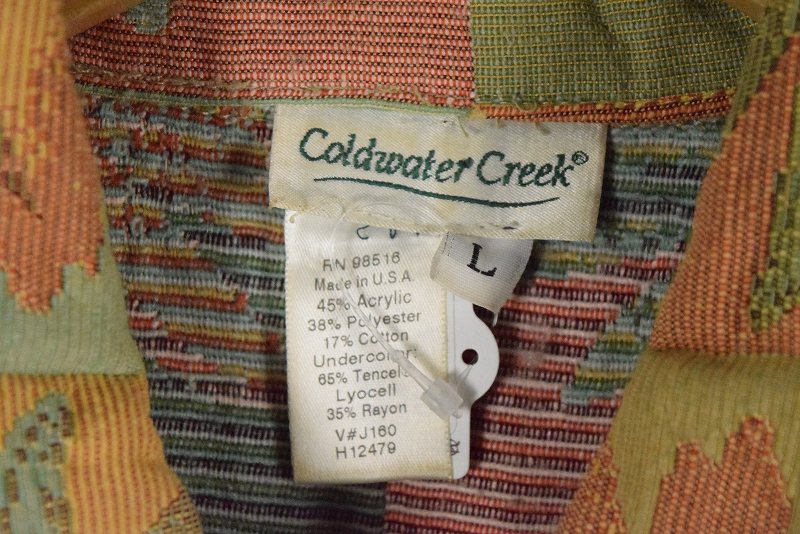 Coldwater Creek®
L
RN 98516
Made in U.S.A.
45% Acrylic
38% Polyester
17% Cotton
Undercolor:
65% Tencel
Lyocell
35% Rayon
V#J160
H12479